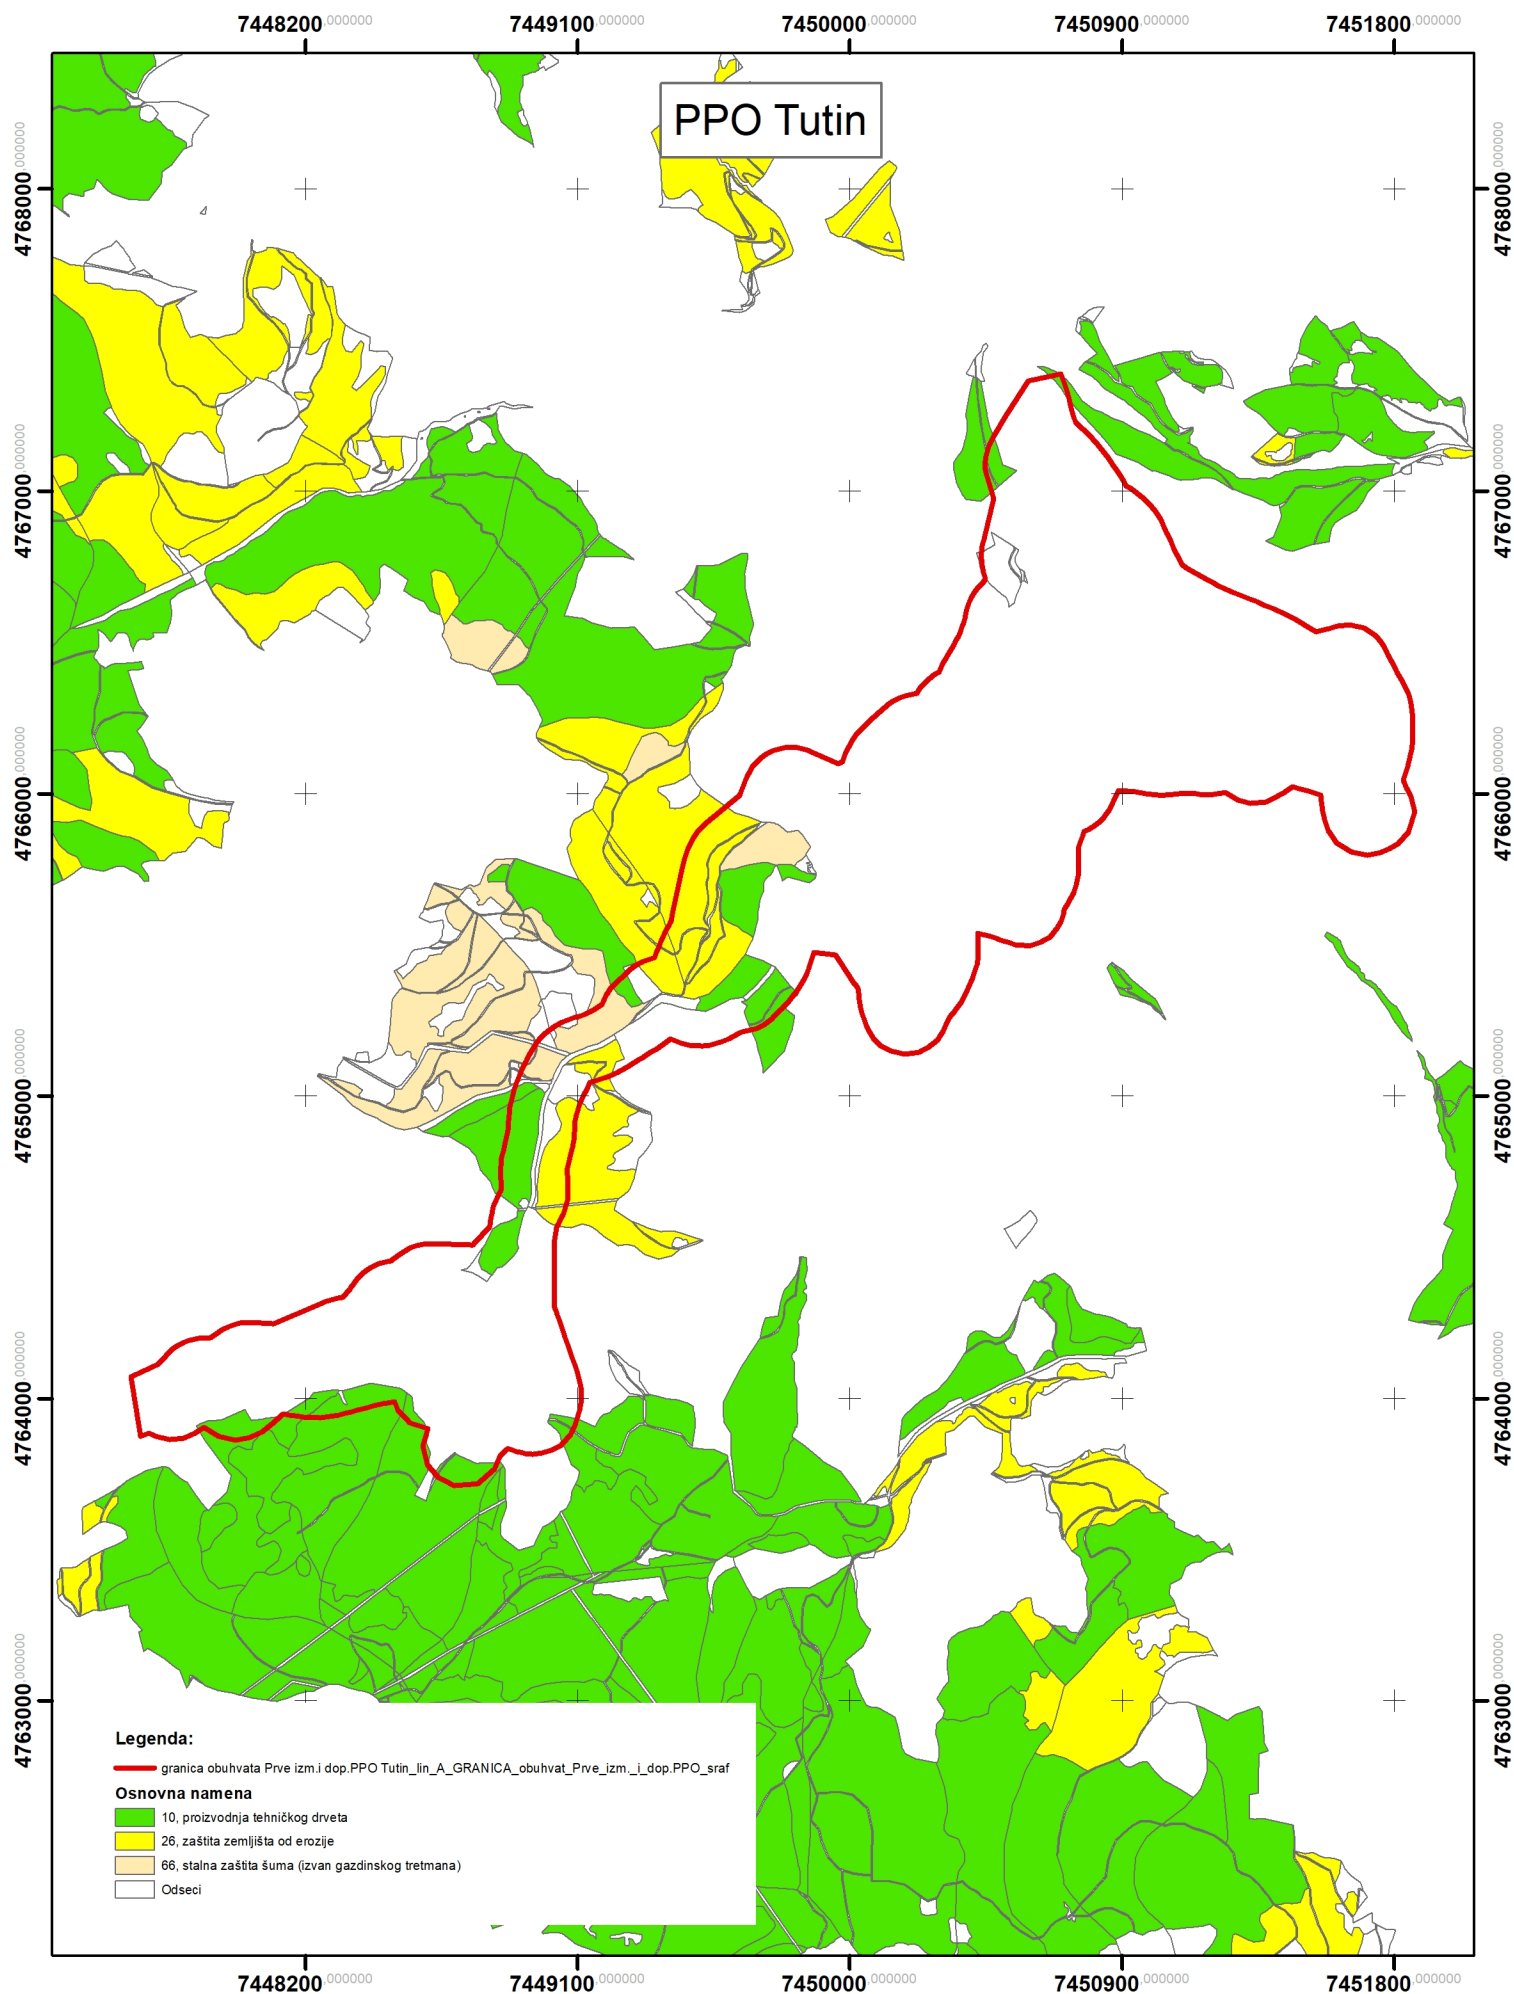 7448200,000000 7449100,000000 7450000,000000 7450900,000000 7451800,000000
PPO Tutin
4768000,000000 4768000,000000
4767000,000000 4767000,000000
4766000,000000 4766000,000000
4765000,000000 4765000,000000
4764000,000000 4764000,000000
4763000,000000 4763000,000000
Legenda:
granica obuhvata Prve izm.i dop.PPO Tutin_lin_A_GRANICA_obuhvat_Prve_izm._i_dop.PPO_sraf
Osnovna namena
10, proizvodnja tehničkog drveta
26, zaštita zemljišta od erozije
66, stalna zaštita šuma (izvan gazdinskog tretmana)
Odseci
7448200,000000 7449100,000000 7450000,000000 7450900,000000 7451800,000000